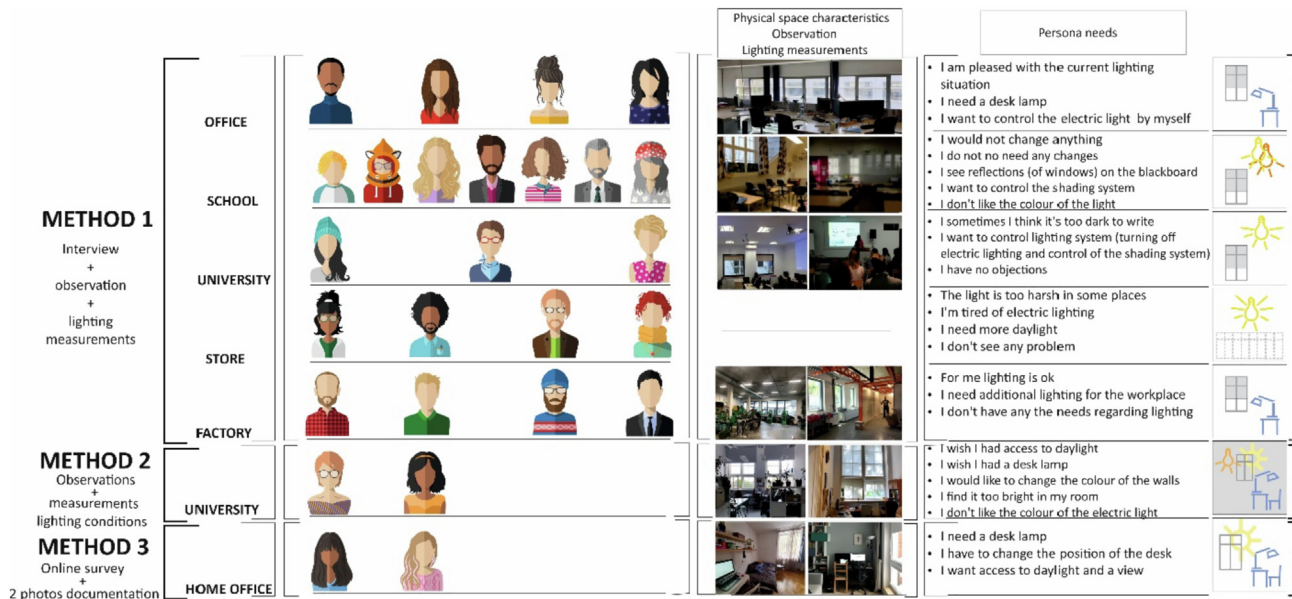 Physical space characteristics
Observation
Lighting measurements
Persona needs
METHOD 1
Interview
+
observation
+
lighting
measurements
OFFICE
• I am pleased with the current lighting
situation
• I need a desk lamp
• I want to control the electric light by myself
SCHOOL
• I would not change anything
• I do not no need any changes
• I see reflections (of windows) on the blackboard
• I want to control the shading system
• I don't like the colour of the light
UNIVERSITY
• I sometimes I think it's too dark to write
• I want to control lighting system (turning off
electric lighting and control of the shading system)
• I have no objections
STORE
• The light is too harsh in some places
• I'm tired of electric lighting
• I need more daylight
• I don't see any problem
FACTORY
• For me lighting is ok
• I need additional lighting for the workplace
• I don't have any the needs regarding lighting
METHOD 2
Observations
+
measurements
lighting conditions
UNIVERSITY
• I wish I had access to daylight
• I wish I had a desk lamp
• I would like to change the colour of the walls
• I find it too bright in my room
• I don't like the colour of the electric light
METHOD 3
Online survey
+
2 photos documentation
HOME OFFICE
• I need a desk lamp
• I have to change the position of the desk
• I want access to daylight and a view